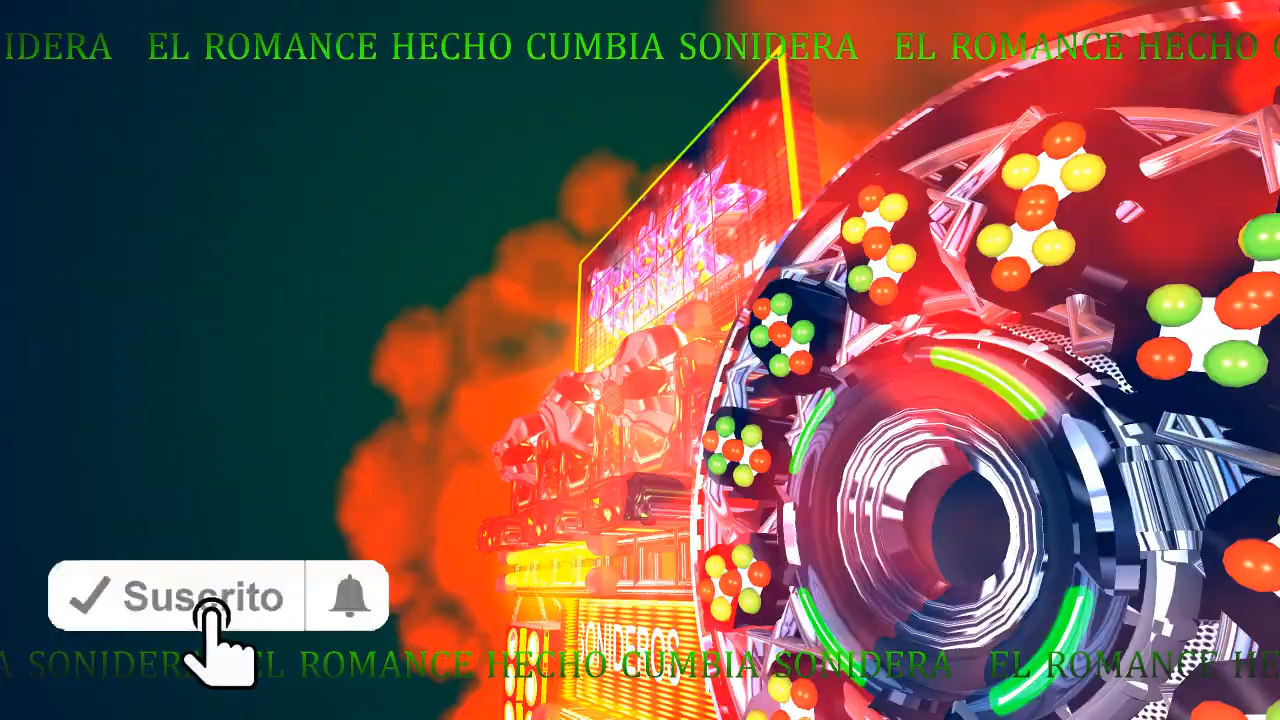 IDERA EL ROMANCE HECHO CUMBIA SONIDERA EL ROMANCE HECHO
Suscrito
SONIDEROS
A SONIDER EL ROMANCE HECHO CUMBIA SONIDERA EL ROMANCE HE